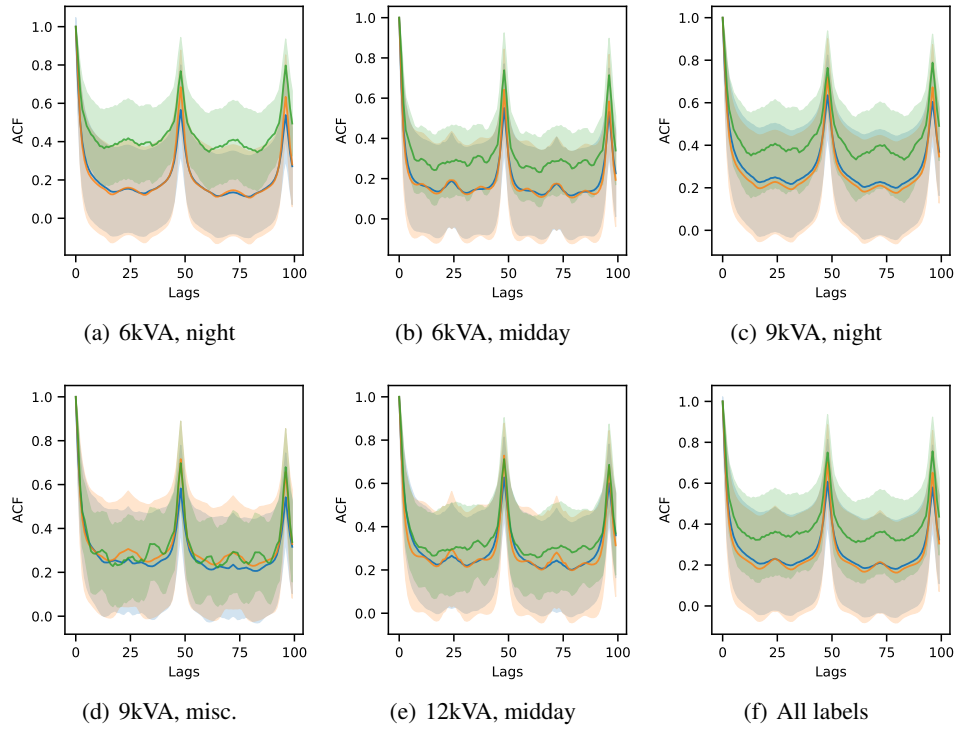 1.0
0.8
0.6
0.4
0.2
0.0
ACF
0 25 50 75 100
Lags
(a) 6kVA, night
1.0
0.8
0.6
0.4
0.2
0.0
ACF
0 25 50 75 100
Lags
(b) 6kVA, midday
1.0
0.8
0.6
0.4
0.2
0.0
ACF
0 25 50 75 100
Lags
(c) 9kVA, night
1.0
0.8
0.6
0.4
0.2
0.0
ACF
0 25 50 75 100
Lags
(d) 9kVA, misc.
1.0
0.8
0.6
0.4
0.2
0.0
ACF
0 25 50 75 100
Lags
(e) 12kVA, midday
1.0
0.8
0.6
0.4
0.2
0.0
ACF
0 25 50 75 100
Lags
(f) All labels